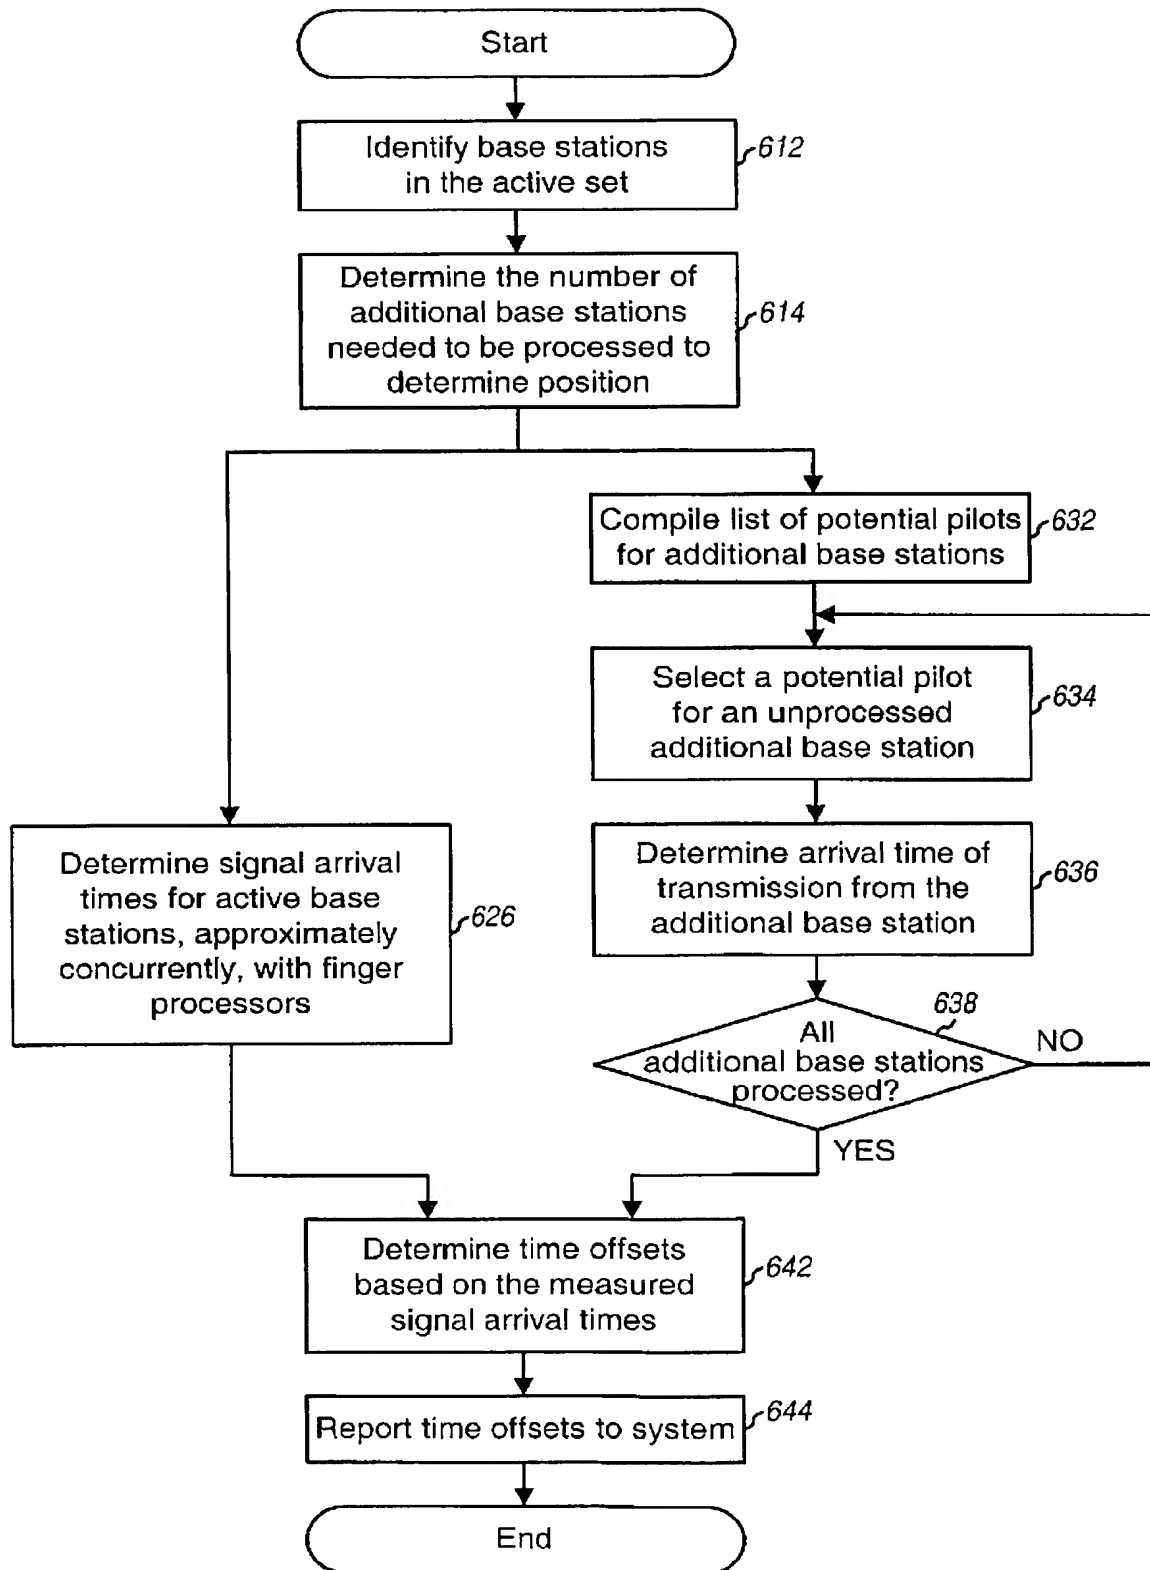 Start
Identify base stations
in the active set
612
Determine the number of
additional base stations
needed to be processed to
determine position
614
Compile list of potential pilots
for additional base stations
632
Select a potential pilot
for an unprocessed
additional base station
634
Determine signal arrival
times for active base
stations, approximately
concurrently, with finger
processors
626
Determine arrival time of
transmission from the
additional base station
636
All
additional base stations
processed?
638
NO
YES
Determine time offsets
based on the measured
signal arrival times
642
Report time offsets to system
644
End